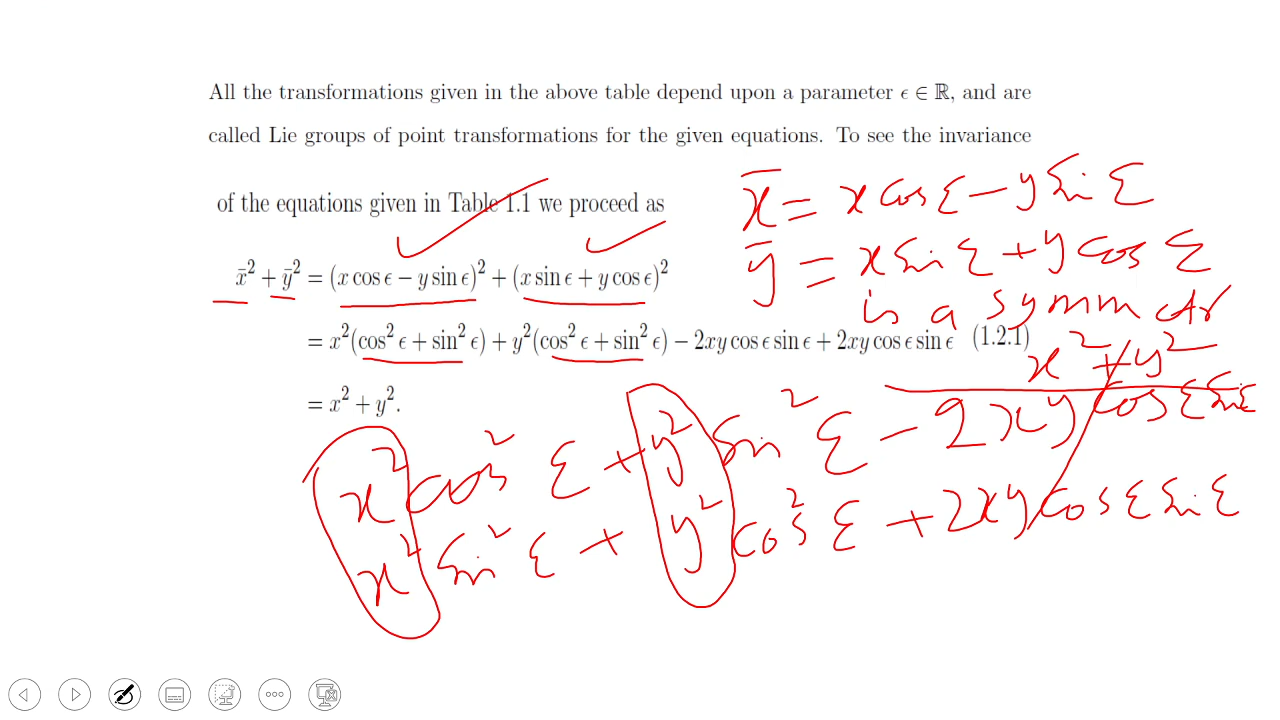 All the transformations given in the above table depend upon a parameter ϵ ∈ ℝ, and are
called Lie groups of point transformations for the given equations. To see the invariance
of the equations given in Table 1.1 we proceed as
x̄ = x cos ε − y sin ε
x̄² + ȳ² = (x cos ϵ − y sin ϵ)² + (x sin ϵ + y cos ϵ)²
ȳ = x sin ε + y cos ε
is a symm
= x²(cos² ϵ + sin² ϵ) + y²(cos² ϵ + sin² ϵ) − 2xy cos ϵ sin ϵ + 2xy cos ϵ sin ϵ (1.2.1)
x² + y²
= x² + y².
x² cos² ε + y² sin² ε − 2xy cos ε sin ε
x² sin² ε + y² cos² ε + 2xy cos ε sin ε